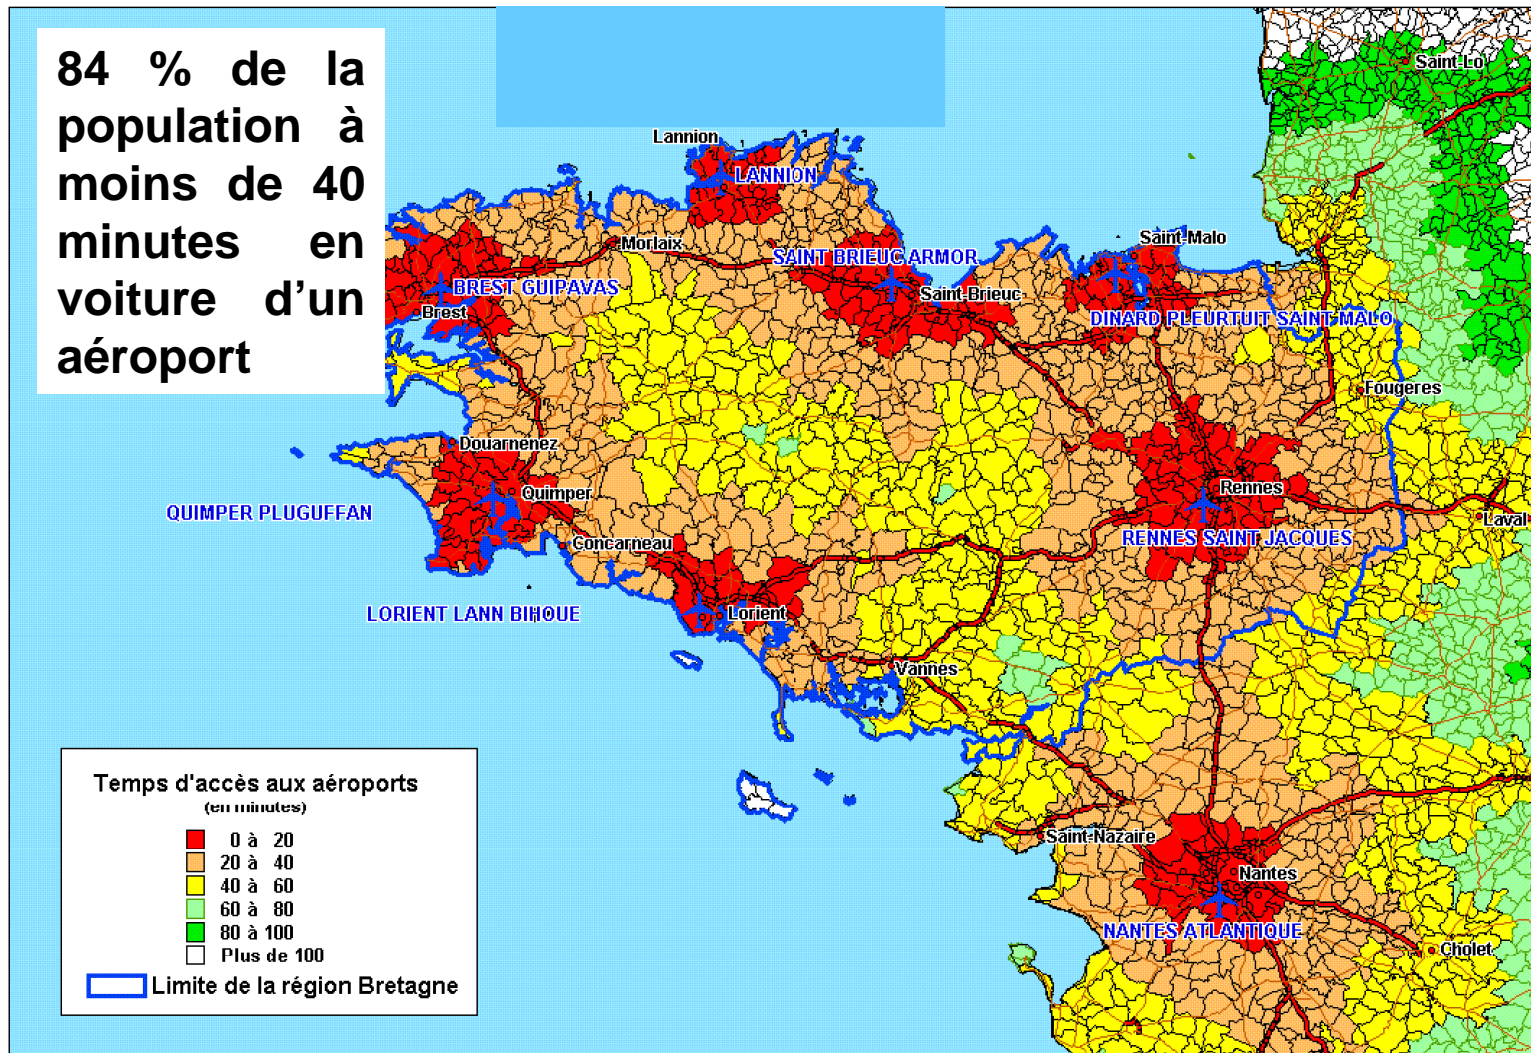 84 % de la
population à
moins de 40
minutes en
voiture d’un
aéroport
Saint-Lo
Lannion
LANNION
Morlaix
Saint-Malo
SAINT BRIEUC ARMOR
BREST GUIPAVAS
Saint-Brieuc
Brest
DINARD PLEURTUIT SAINT MALO
Fougeres
Douarnenez
Quimper
Rennes
QUIMPER PLUGUFFAN
Laval
Concarneau
RENNES SAINT JACQUES
LORIENT LANN BIHOUE
Lorient
Vannes
Saint-Nazaire
Nantes
NANTES ATLANTIQUE
Cholet
Temps d'accès aux aéroports
(en minutes)
0 à 20
20 à 40
40 à 60
60 à 80
80 à 100
Plus de 100
Limite de la région Bretagne